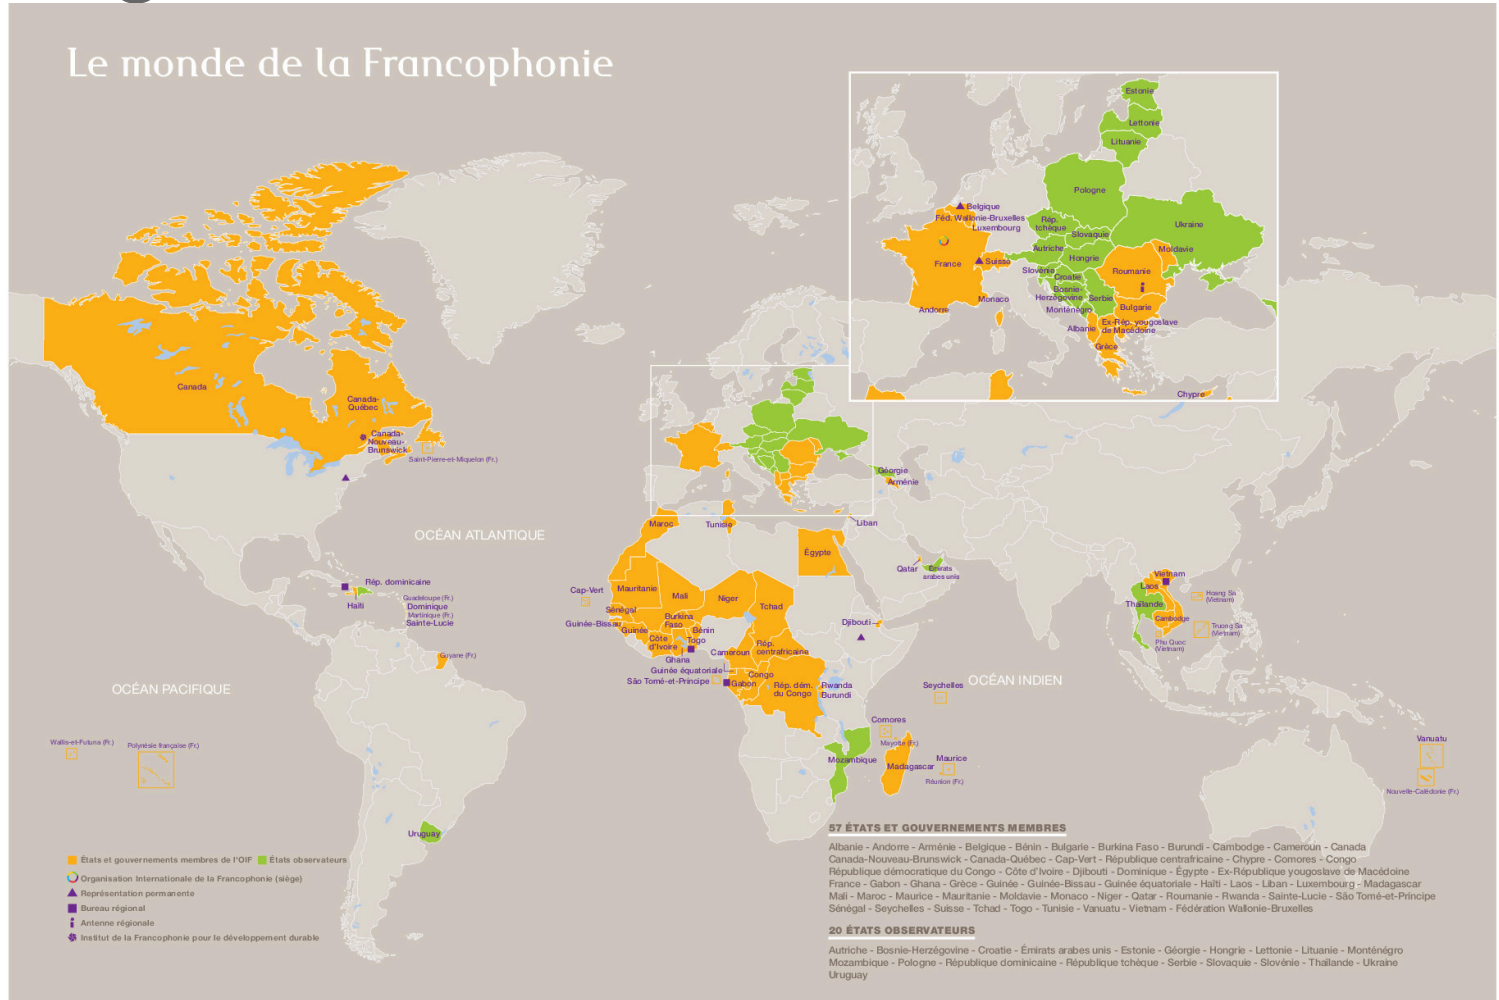 Le monde de la Francophonie
Estonie
Lettonie
Lituanie
Pologne
Belgique
Féd. Wallonie-Bruxelles
Luxembourg
Rép.
tchèque
Ukraine
Slovaquie
Autriche
Moldavie
Hongrie
France
Suisse
Slovénie
Roumanie
Croatie
Bosnie-
Herzégovine
Serbie
Monaco
Andorre
Monténégro
Bulgarie
Albanie
Ex-Rép. yougoslave
de Macédoine
Grèce
Chypre
Canada
Canada-
Québec
Canada-
Nouveau-
Brunswick
Saint-Pierre-et-Miquelon (Fr.)
Géorgie
Arménie
OCÉAN ATLANTIQUE
Maroc
Tunisie
Liban
Égypte
Qatar
Émirats
arabes unis
Rép. dominicaine
Haïti
Guadeloupe (Fr.)
Dominique
Martinique (Fr.)
Sainte-Lucie
Cap-Vert
Mauritanie
Mali
Niger
Tchad
Sénégal
Guinée-Bissau
Guinée
Burkina
Faso
Bénin
Côte
d'Ivoire
Togo
Ghana
Cameroun
Rép.
centrafricaine
Djibouti
Vietnam
Laos
Thaïlande
Cambodge
Hoang Sa
(Vietnam)
Truong Sa
(Vietnam)
Phu Quoc
(Vietnam)
Guyane (Fr.)
Guinée équatoriale
São Tomé-et-Príncipe
Gabon
Congo
Rép. dém.
du Congo
Rwanda
Burundi
Seychelles
OCÉAN INDIEN
OCÉAN PACIFIQUE
Comores
Mayotte (Fr.)
Mozambique
Madagascar
Maurice
Réunion (Fr.)
Wallis-et-Futuna (Fr.)
Polynésie française (Fr.)
Vanuatu
Nouvelle-Calédonie (Fr.)
Uruguay
États et gouvernements membres de l'OIF
États observateurs
Organisation Internationale de la Francophonie (siège)
Représentation permanente
Bureau régional
Antenne régionale
Institut de la Francophonie pour le développement durable
57 ÉTATS ET GOUVERNEMENTS MEMBRES
Albanie - Andorre - Arménie - Belgique - Bénin - Bulgarie - Burkina Faso - Burundi - Cambodge - Cameroun - Canada
Canada-Nouveau-Brunswick - Canada-Québec - Cap-Vert - République centrafricaine - Chypre - Comores - Congo
République démocratique du Congo - Côte d'Ivoire - Djibouti - Dominique - Égypte - Ex-République yougoslave de Macédoine
France - Gabon - Ghana - Grèce - Guinée - Guinée-Bissau - Guinée équatoriale - Haïti - Laos - Liban - Luxembourg - Madagascar
Mali - Maroc - Maurice - Mauritanie - Moldavie - Monaco - Niger - Qatar - Roumanie - Rwanda - Sainte-Lucie - São Tomé-et-Príncipe
Sénégal - Seychelles - Suisse - Tchad - Togo - Tunisie - Vanuatu - Vietnam - Fédération Wallonie-Bruxelles
20 ÉTATS OBSERVATEURS
Autriche - Bosnie-Herzégovine - Croatie - Émirats arabes unis - Estonie - Géorgie - Hongrie - Lettonie - Lituanie - Monténégro
Mozambique - Pologne - République dominicaine - République tchèque - Serbie - Slovaquie - Slovénie - Thaïlande - Ukraine
Uruguay